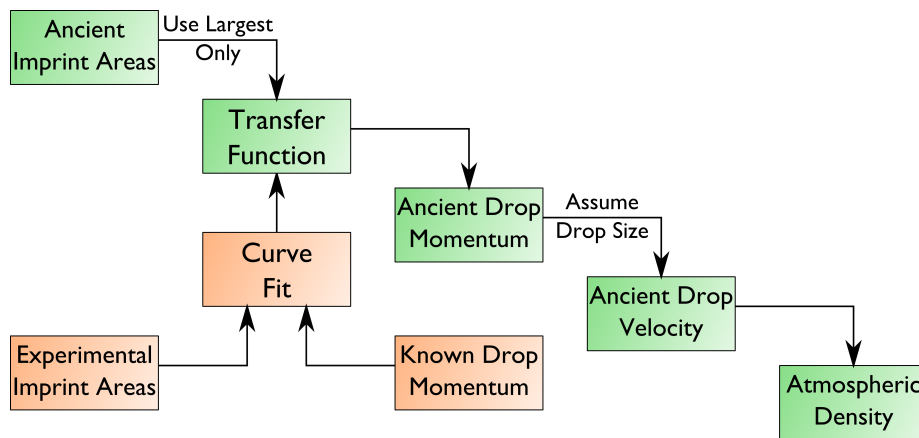 Ancient
Imprint Areas
Use Largest
Only
Transfer
Function
Ancient Drop
Momentum
Assume
Drop Size
Curve
Fit
Ancient Drop
Velocity
Experimental
Imprint Areas
Known Drop
Momentum
Atmospheric
Density